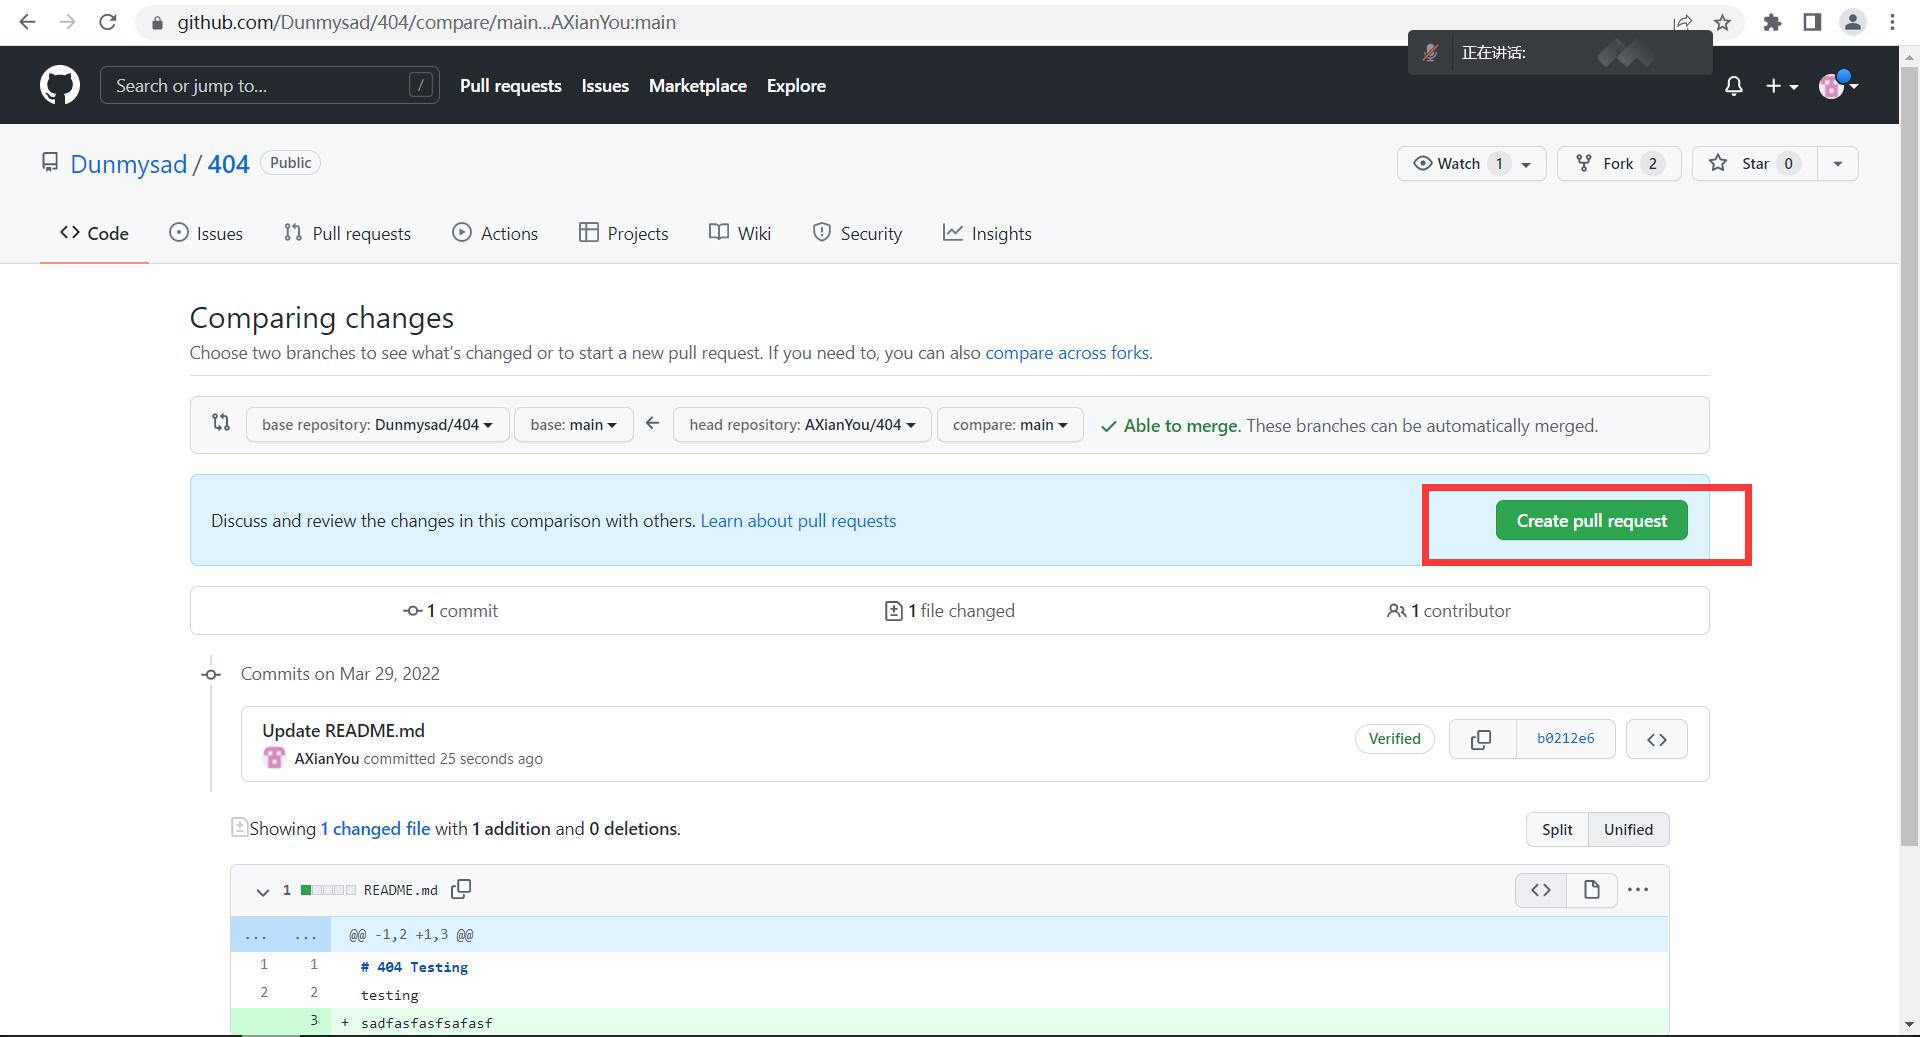 github.com/Dunmysad/404/compare/main...AXianYou:main
正在讲话:
Search or jump to... /
Pull requests Issues Marketplace Explore
Dunmysad / 404 Public
Watch 1 Fork 2 Star 0
Code Issues Pull requests Actions Projects Wiki Security Insights
Comparing changes
Choose two branches to see what's changed or to start a new pull request. If you need to, you can also compare across forks.
base repository: Dunmysad/404 base: main head repository: AXianYou/404 compare: main Able to merge. These branches can be automatically merged.
Discuss and review the changes in this comparison with others. Learn about pull requests Create pull request
1 commit 1 file changed 1 contributor
Commits on Mar 29, 2022
Update README.md
AXianYou committed 25 seconds ago
Verified b0212e6
Showing 1 changed file with 1 addition and 0 deletions. Split Unified
1 README.md
... ... @@ -1,2 +1,3 @@
1 1 # 404 Testing
2 2 testing
3 + sadfasfasfsafasf